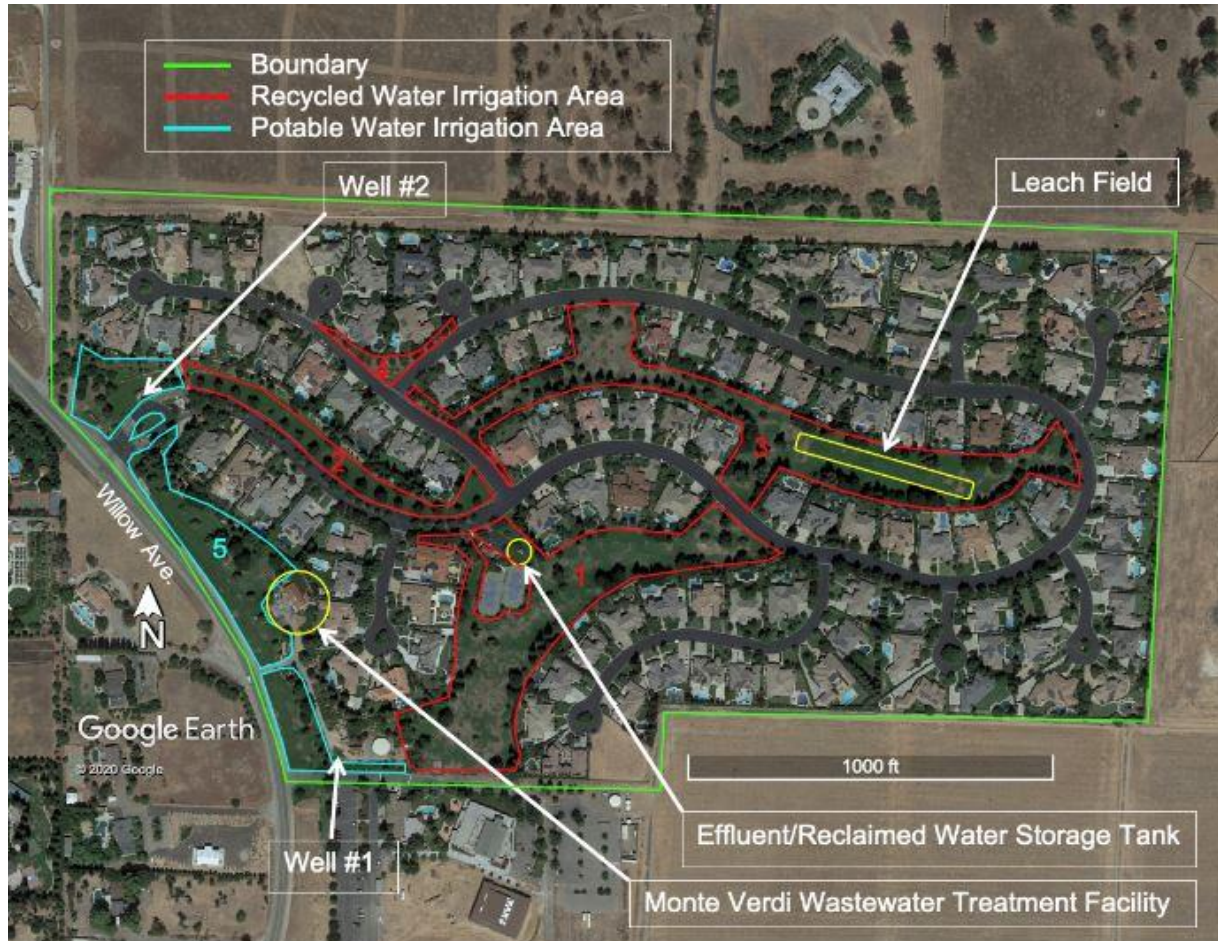 Boundary
Recycled Water Irrigation Area
Potable Water Irrigation Area
Well #2
Leach Field
5
1
Willow Ave.
N
Google Earth
© 2020 Google
1000 ft
Effluent/Reclaimed Water Storage Tank
Well #1
Monte Verdi Wastewater Treatment Facility